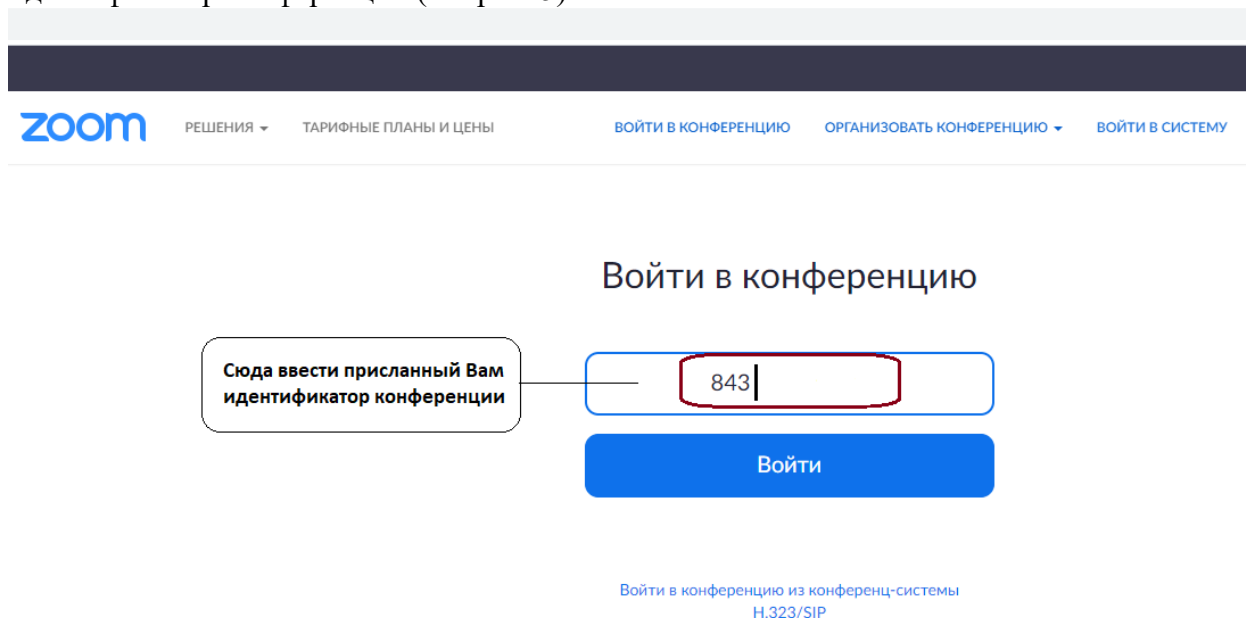 zoom РЕШЕНИЯ ТАРИФНЫЕ ПЛАНЫ И ЦЕНЫ ВОЙТИ В КОНФЕРЕНЦИЮ ОРГАНИЗОВАТЬ КОНФЕРЕНЦИЮ ВОЙТИ В СИСТЕМУ
Войти в конференцию
Сюда ввести присланный Вам
идентификатор конференции
843
Войти
Войти в конференцию из конференц-системы
H.323/SIP